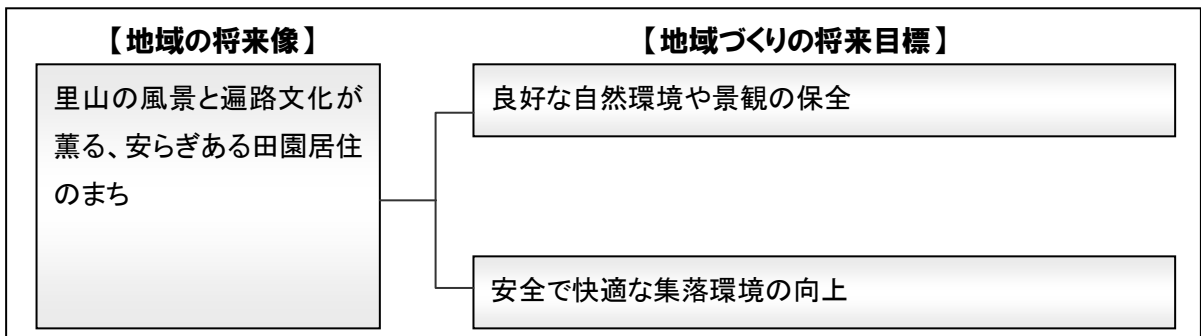 【地域の将来像】
【地域づくりの将来目標】
里山の風景と遍路文化が
薫る、安らぎある田園居住
のまち
良好な自然環境や景観の保全
安全で快適な集落環境の向上